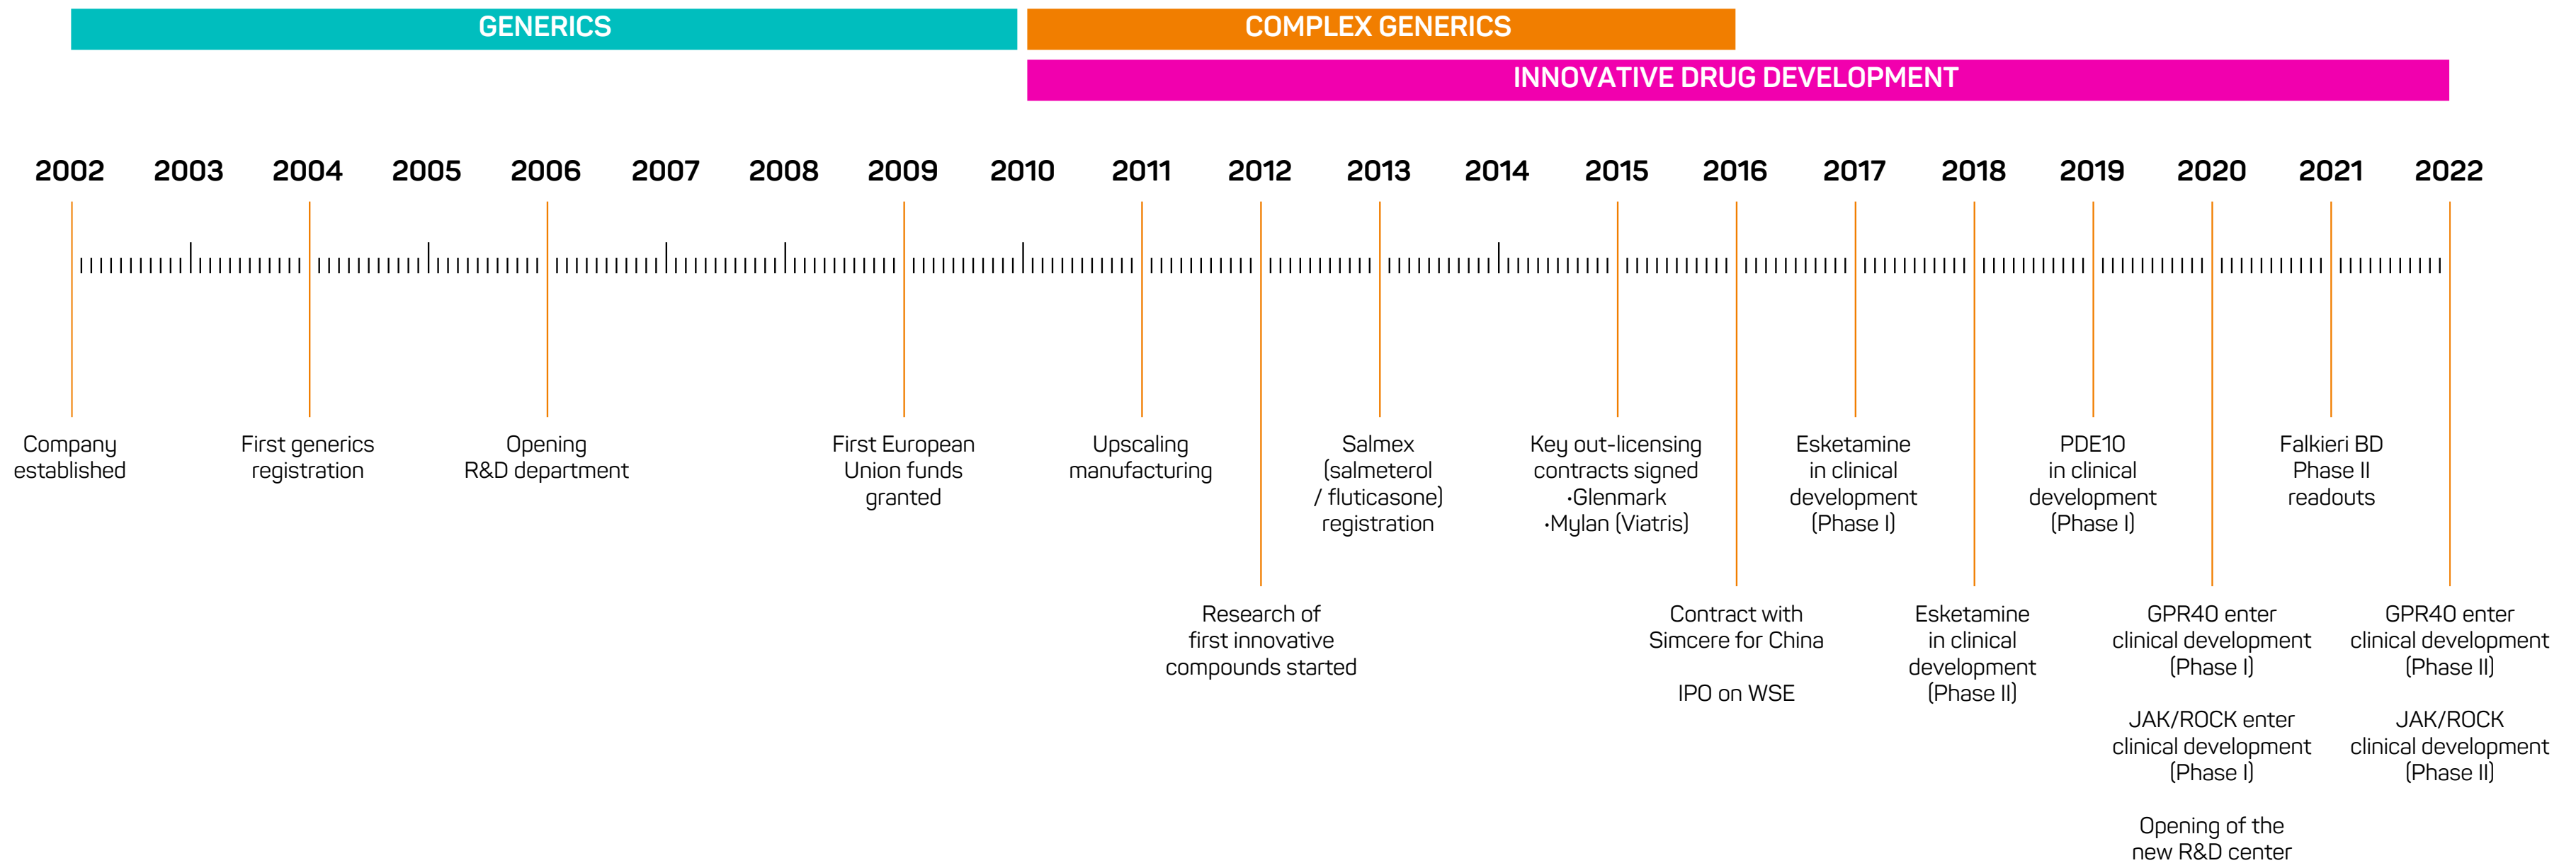 GENERICS
COMPLEX GENERICS
INNOVATIVE DRUG DEVELOPMENT
2002 2003 2004 2005 2006 2007 2008 2009 2010 2011 2012 2013 2014 2015 2016 2017 2018 2019 2020 2021 2022
Company
established
First generics
registration
Opening
R&D department
First European
Union funds
granted
Upscaling
manufacturing
Research of
first innovative
compounds started
Salmex
(salmeterol
/ fluticasone)
registration
Key out-licensing
contracts signed
•Glenmark
•Mylan (Viatris)
Contract with
Simcere for China
IPO on WSE
Esketamine
in clinical
development
(Phase I)
Esketamine
in clinical
development
(Phase II)
PDE10
in clinical
development
(Phase I)
GPR40 enter
clinical development
(Phase I)
JAK/ROCK enter
clinical development
(Phase I)
Opening of the
new R&D center
Falkieri BD
Phase II
readouts
GPR40 enter
clinical development
(Phase II)
JAK/ROCK
clinical development
(Phase II)